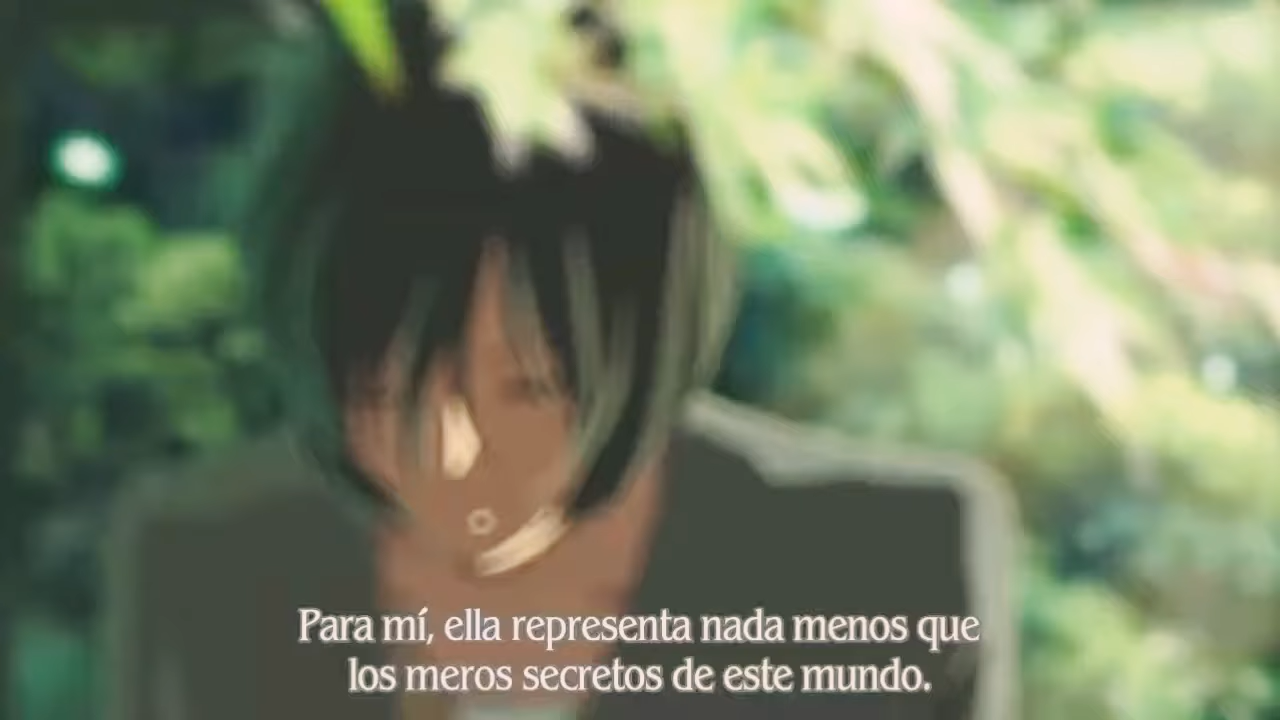 Para mí, ella representa nada menos que
los meros secretos de este mundo.